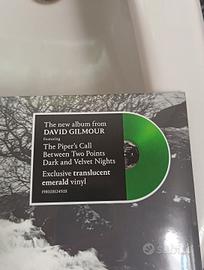 The new album from
DAVID GILMOUR
Featuring
The Piper's Call
Between Two Points
Dark and Velvet Nights
Exclusive translucent
emerald vinyl